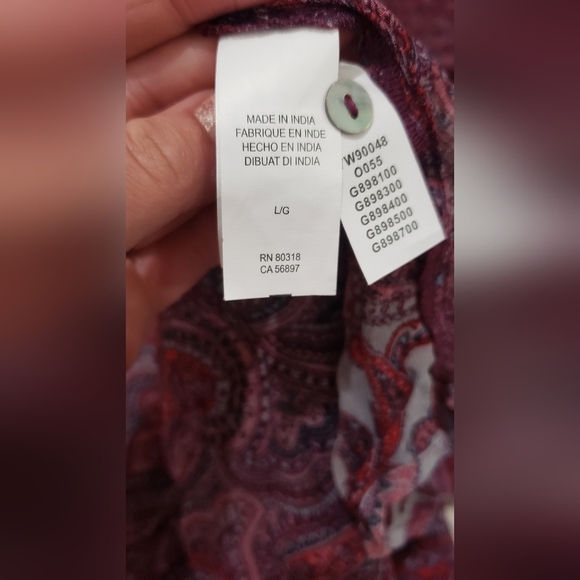 MADE IN INDIA
FABRIQUE EN INDE
HECHO EN INDIA
DIBUAT DI INDIA
L/G
RN 80318
CA 56897
W90048
O055
G898100
G898300
G898400
G898500
G898700